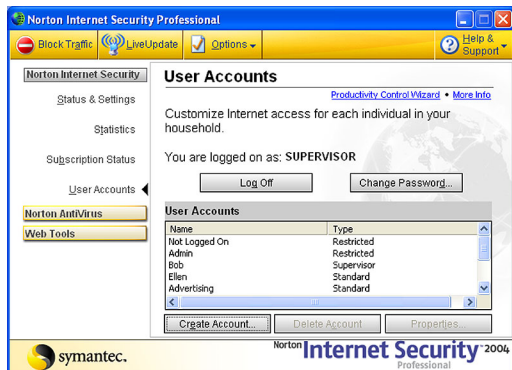 Norton Internet Security Professional
Block Traffic LiveUpdate Options Help & Support
Norton Internet Security
Status & Settings
Statistics
Subscription Status
User Accounts
Norton AntiVirus
Web Tools
User Accounts
Productivity Control Wizard • More Info
Customize Internet access for each individual in your
household.
You are logged on as: SUPERVISOR
Log Off Change Password...
User Accounts
Name Type
Not Logged On Restricted
Admin Restricted
Bob Supervisor
Ellen Standard
Advertising Standard
Create Account... Delete Account Properties...
symantec.
Norton Internet Security 2004
Professional